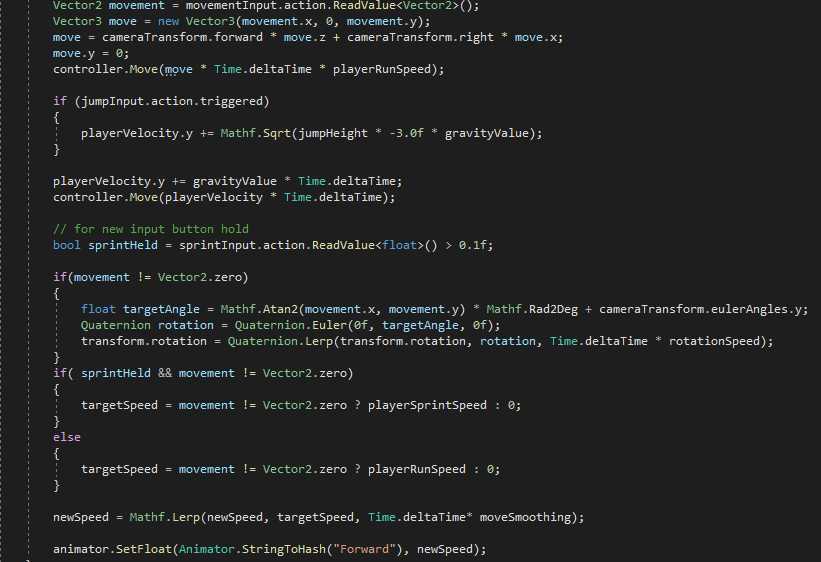 Vector2 movement = movementInput.action.ReadValue<Vector2>();
Vector3 move = new Vector3(movement.x, 0, movement.y);
move = cameraTransform.forward * move.z + cameraTransform.right * move.x;
move.y = 0;
controller.Move(move * Time.deltaTime * playerRunSpeed);
if (jumpInput.action.triggered)
{
playerVelocity.y += Mathf.Sqrt(jumpHeight * -3.0f * gravityValue);
}
playerVelocity.y += gravityValue * Time.deltaTime;
controller.Move(playerVelocity * Time.deltaTime);
// for new input button hold
bool sprintHeld = sprintInput.action.ReadValue<float>() > 0.1f;
if(movement != Vector2.zero)
{
float targetAngle = Mathf.Atan2(movement.x, movement.y) * Mathf.Rad2Deg + cameraTransform.eulerAngles.y;
Quaternion rotation = Quaternion.Euler(0f, targetAngle, 0f);
transform.rotation = Quaternion.Lerp(transform.rotation, rotation, Time.deltaTime * rotationSpeed);
}
if( sprintHeld && movement != Vector2.zero)
{
targetSpeed = movement != Vector2.zero ? playerSprintSpeed : 0;
}
else
{
targetSpeed = movement != Vector2.zero ? playerRunSpeed : 0;
}
newSpeed = Mathf.Lerp(newSpeed, targetSpeed, Time.deltaTime* moveSmoothing);
animator.SetFloat(Animator.StringToHash("Forward"), newSpeed);